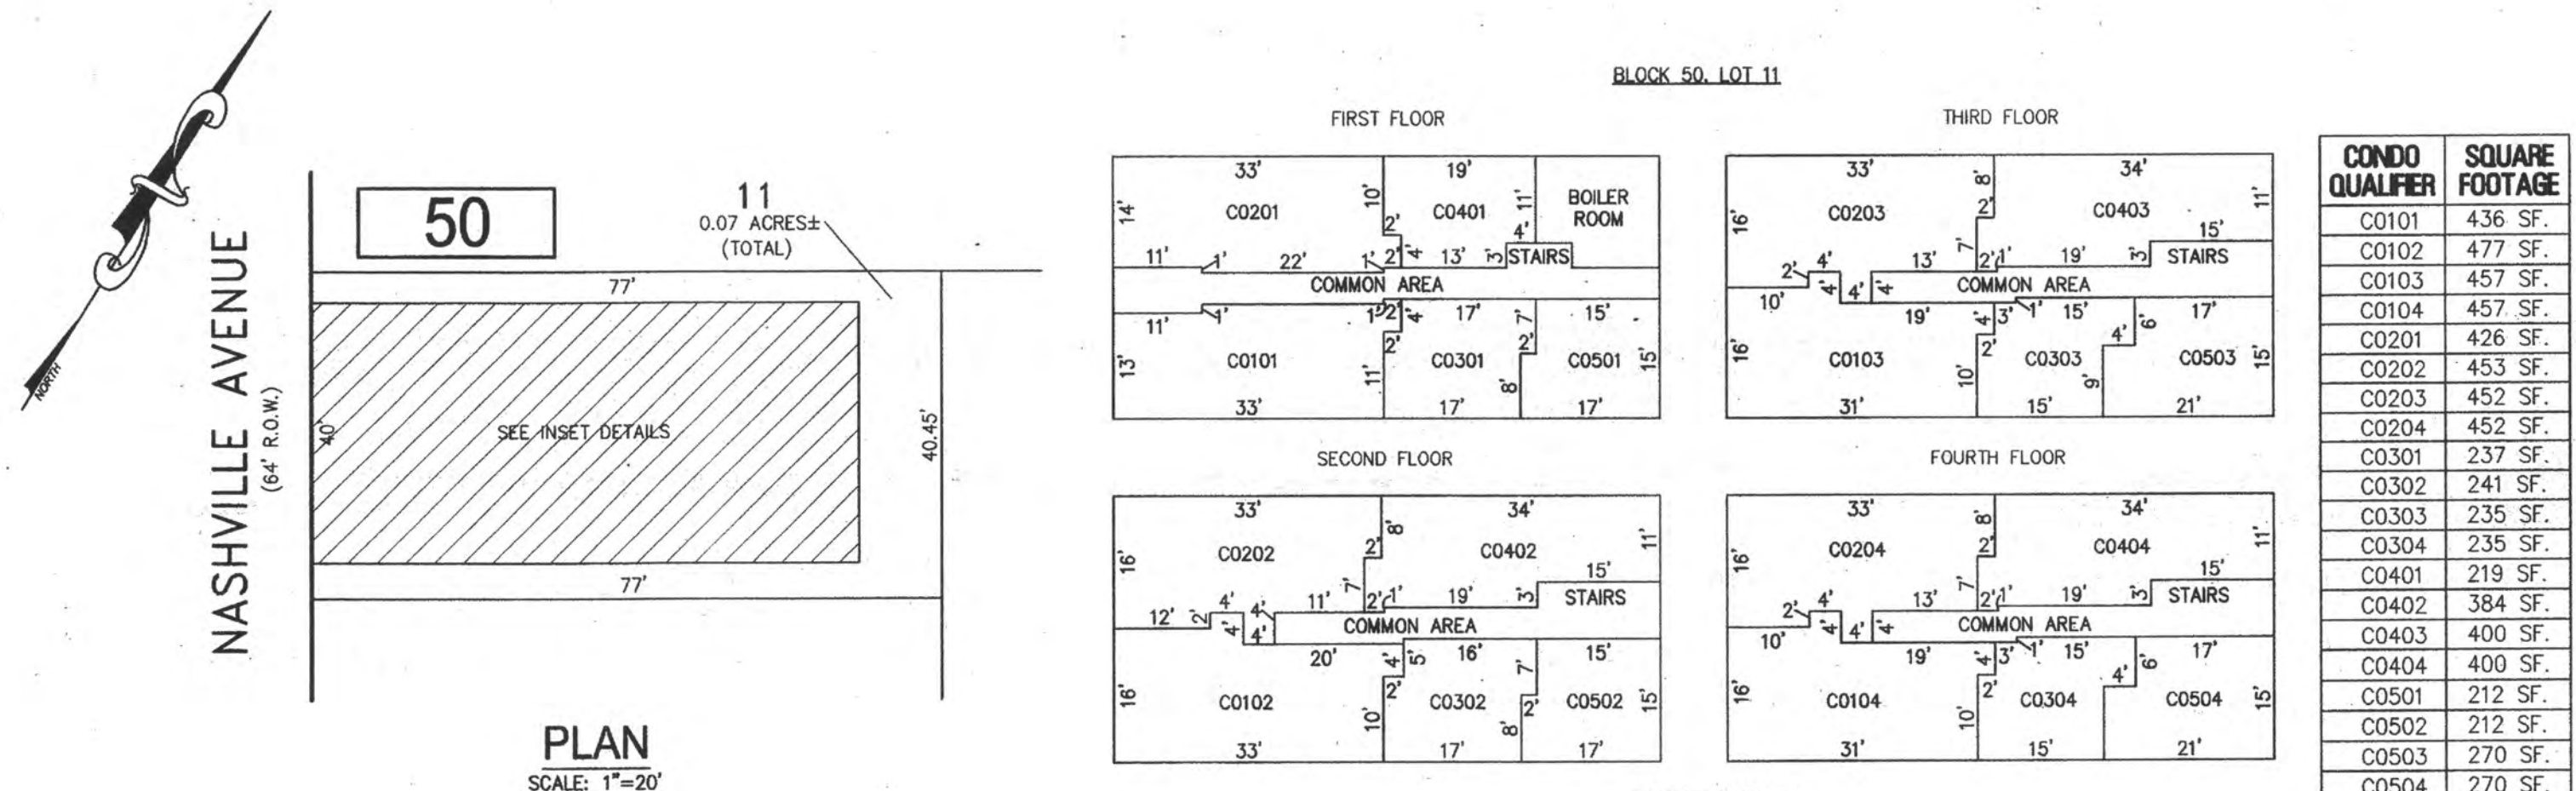 BLOCK 50, LOT 11
NORTH
NASHVILLE AVENUE
(64' R.O.W.)
50
11
0.07 ACRES±
(TOTAL)
77'
40'
SEE INSET DETAILS
40.45'
77'
PLAN
SCALE: 1"=20'
FIRST FLOOR
33'
19'
14'
C0201
10'
C0401
11'
BOILER
ROOM
2'
4'
11'
1'
22'
1'
2'
4'
13'
3'
STAIRS
COMMON AREA
11'
1'
1'
2'
4'
17'
7'
15'
13'
C0101
2'
11'
C0301
2'
8'
C0501
15'
33'
17'
17'
SECOND FLOOR
33'
34'
16'
C0202
8'
2'
C0402
11'
15'
12'
2'
4'
4'
4'
4'
11'
7'
2'
1'
19'
3'
STAIRS
COMMON AREA
20'
4'
5'
16'
7'
15'
16'
C0102
2'
10'
C0302
2'
8'
C0502
15'
33'
17'
17'
THIRD FLOOR
33'
34'
16'
C0203
8'
2'
C0403
11'
15'
2'
4'
10'
4'
4'
4'
13'
7'
2'
1'
19'
3'
STAIRS
COMMON AREA
19'
4'
3'
1'
15'
6'
17'
16'
C0103
2'
10'
C0303
4'
9'
C0503
15'
31'
15'
21'
FOURTH FLOOR
33'
34'
16'
C0204
8'
2'
C0404
11'
15'
2'
4'
10'
4'
4'
4'
13'
7'
2'
1'
19'
3'
STAIRS
COMMON AREA
19'
4'
3'
1'
15'
6'
17'
16'
C0104
2'
10'
C0304
4'
C0504
15'
31'
15'
21'
CONDO QUALIFIER SQUARE FOOTAGE
C0101 436 SF.
C0102 477 SF.
C0103 457 SF.
C0104 457 SF.
C0201 426 SF.
C0202 453 SF.
C0203 452 SF.
C0204 452 SF.
C0301 237 SF.
C0302 241 SF.
C0303 235 SF.
C0304 235 SF.
C0401 219 SF.
C0402 384 SF.
C0403 400 SF.
C0404 400 SF.
C0501 212 SF.
C0502 212 SF.
C0503 270 SF.
C0504 270 SF.